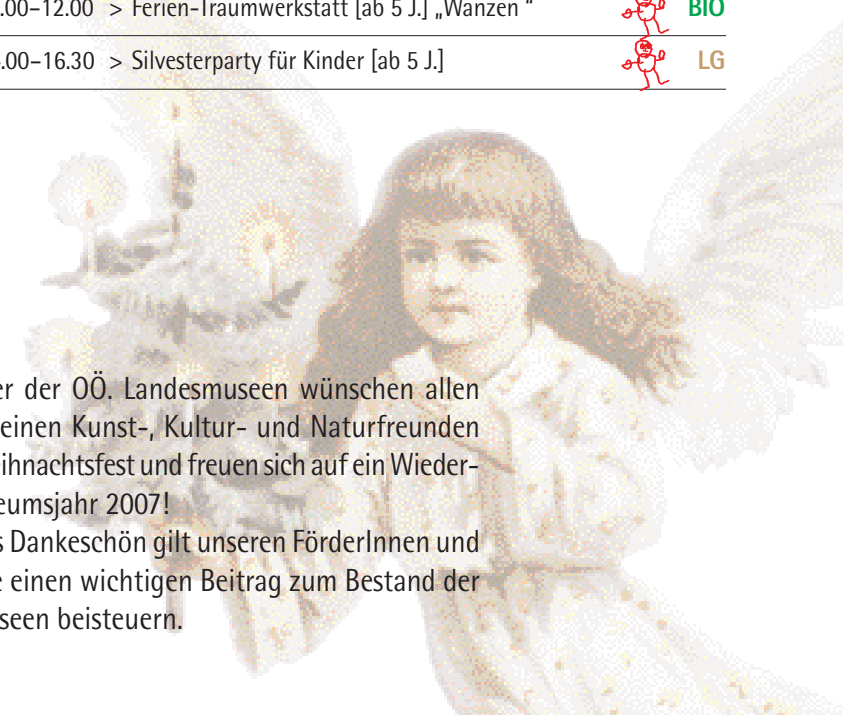 .00–12.00 > Ferien-Traumwerkstatt [ab 5 J.] „Wanzen “ BIO
.00–16.30 > Silvesterparty für Kinder [ab 5 J.] LG
er der OÖ. Landesmuseen wünschen allen
einen Kunst-, Kultur- und Naturfreunden
eihnachtsfest und freuen sich auf ein Wieder-
eumsjahr 2007!
s Dankeschön gilt unseren FörderInnen und
e einen wichtigen Beitrag zum Bestand der
seen beisteuern.